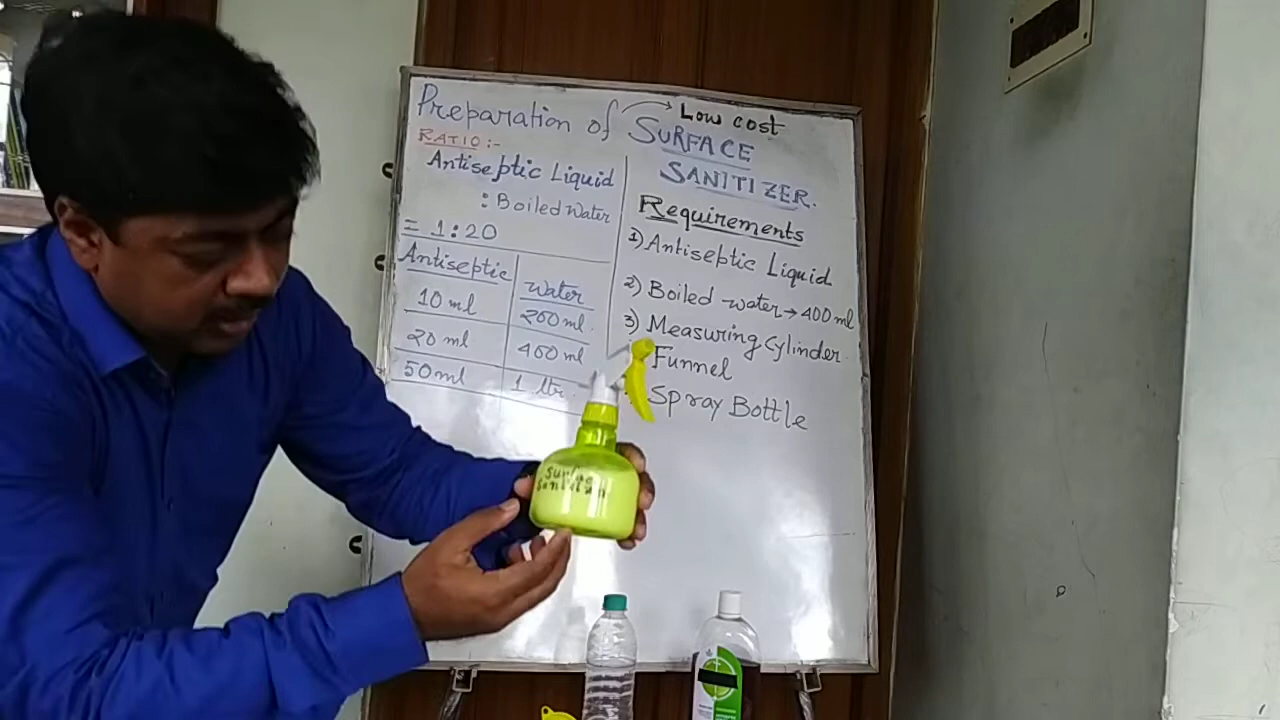 Preparation of → Low cost
SURFACE
SANITIZER.
RATIO:-
Antiseptic Liquid
: Boiled Water
= 1:20
Antiseptic Water
10 ml 200 ml.
20 ml 400 ml
50 ml 1 ltr.
Requirements
1) Antiseptic Liquid
2) Boiled water → 400 ml
3) Measuring Cylinder.
Funnel
Spray Bottle
Surface